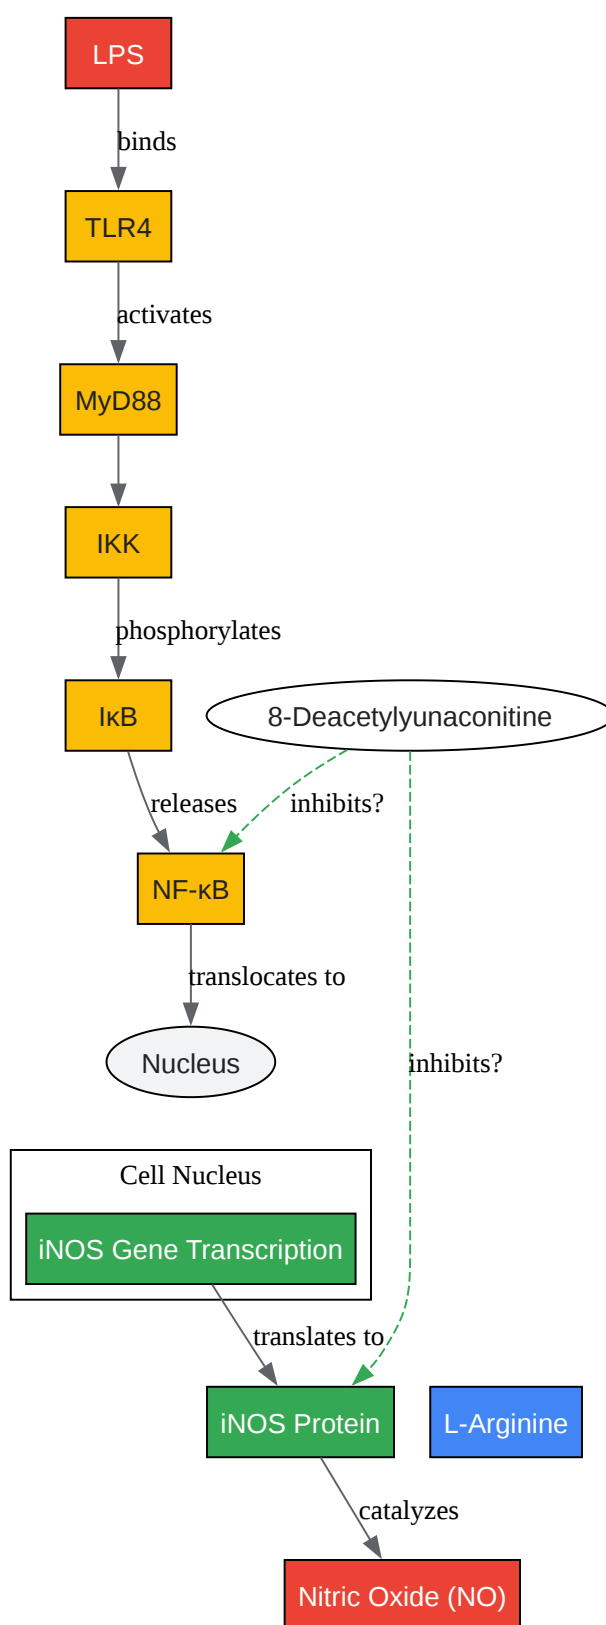 LPS
binds
TLR4
activates
MyD88
IKK
phosphorylates
IκB
8-Deacetylyunaconitine
releases
inhibits?
NF-κB
translocates to
Nucleus
inhibits?
Cell Nucleus
iNOS Gene Transcription
translates to
iNOS Protein
L-Arginine
catalyzes
Nitric Oxide (NO)